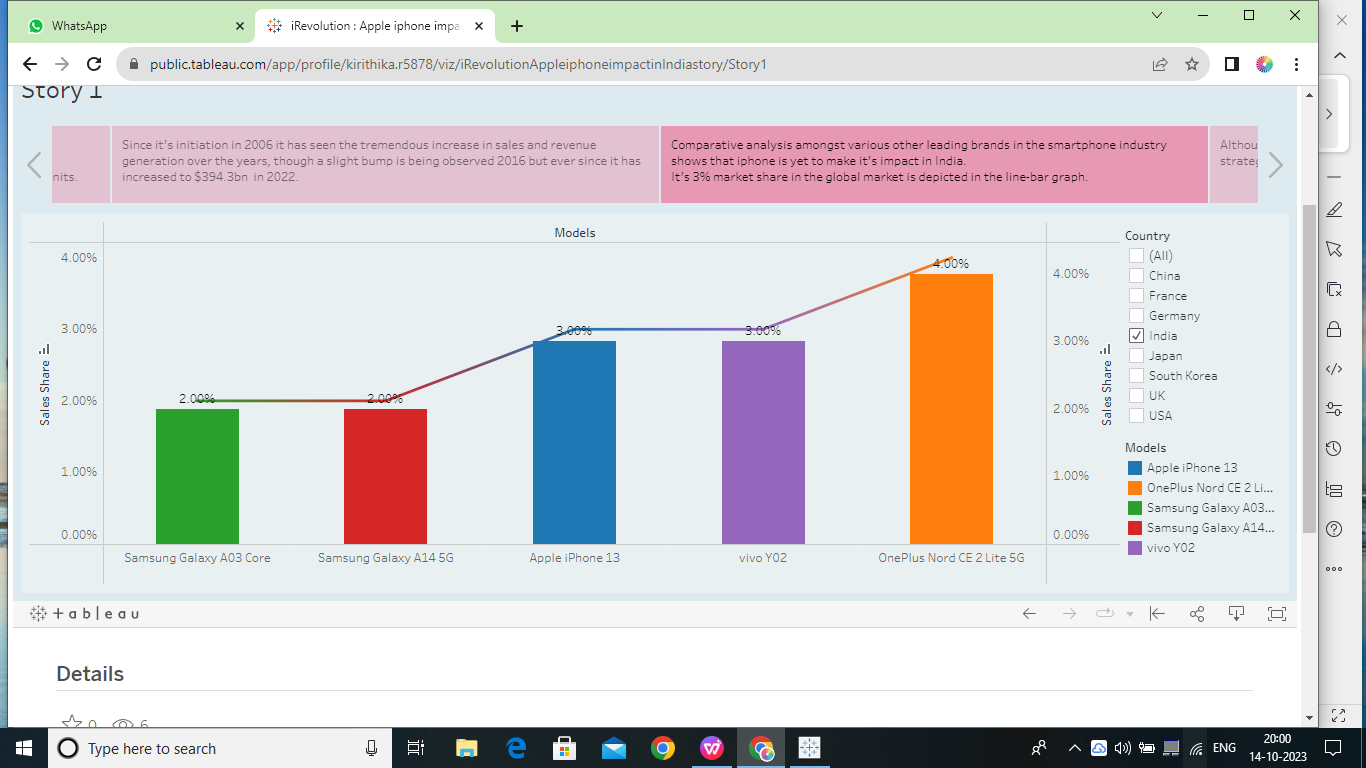 WhatsApp
iRevolution : Apple iphone impa
public.tableau.com/app/profile/kirithika.r5878/viz/iRevolutionAppleiphoneimpactinIndiastory/Story1
Story 1
nits.
Since it's initiation in 2006 it has seen the tremendous increase in sales and revenue
generation over the years, though a slight bump is being observed 2016 but ever since it has
increased to $394.3bn in 2022.
Comparative analysis amongst various other leading brands in the smartphone industry
shows that iphone is yet to make it's impact in India.
It's 3% market share in the global market is depicted in the line-bar graph.
Althou
strateg
Models
4.00%
3.00%
2.00%
1.00%
0.00%
Sales Share
2.00%
2.00%
3.00%
3.00%
4.00%
4.00%
3.00%
2.00%
1.00%
0.00%
Sales Share
Samsung Galaxy A03 Core
Samsung Galaxy A14 5G
Apple iPhone 13
vivo Y02
OnePlus Nord CE 2 Lite 5G
Country
(All)
China
France
Germany
India
Japan
South Korea
UK
USA
Models
Apple iPhone 13
OnePlus Nord CE 2 Li...
Samsung Galaxy A03...
Samsung Galaxy A14...
vivo Y02
+ a b l e a u
Details
0
6
Type here to search
ENG
20:00
14-10-2023